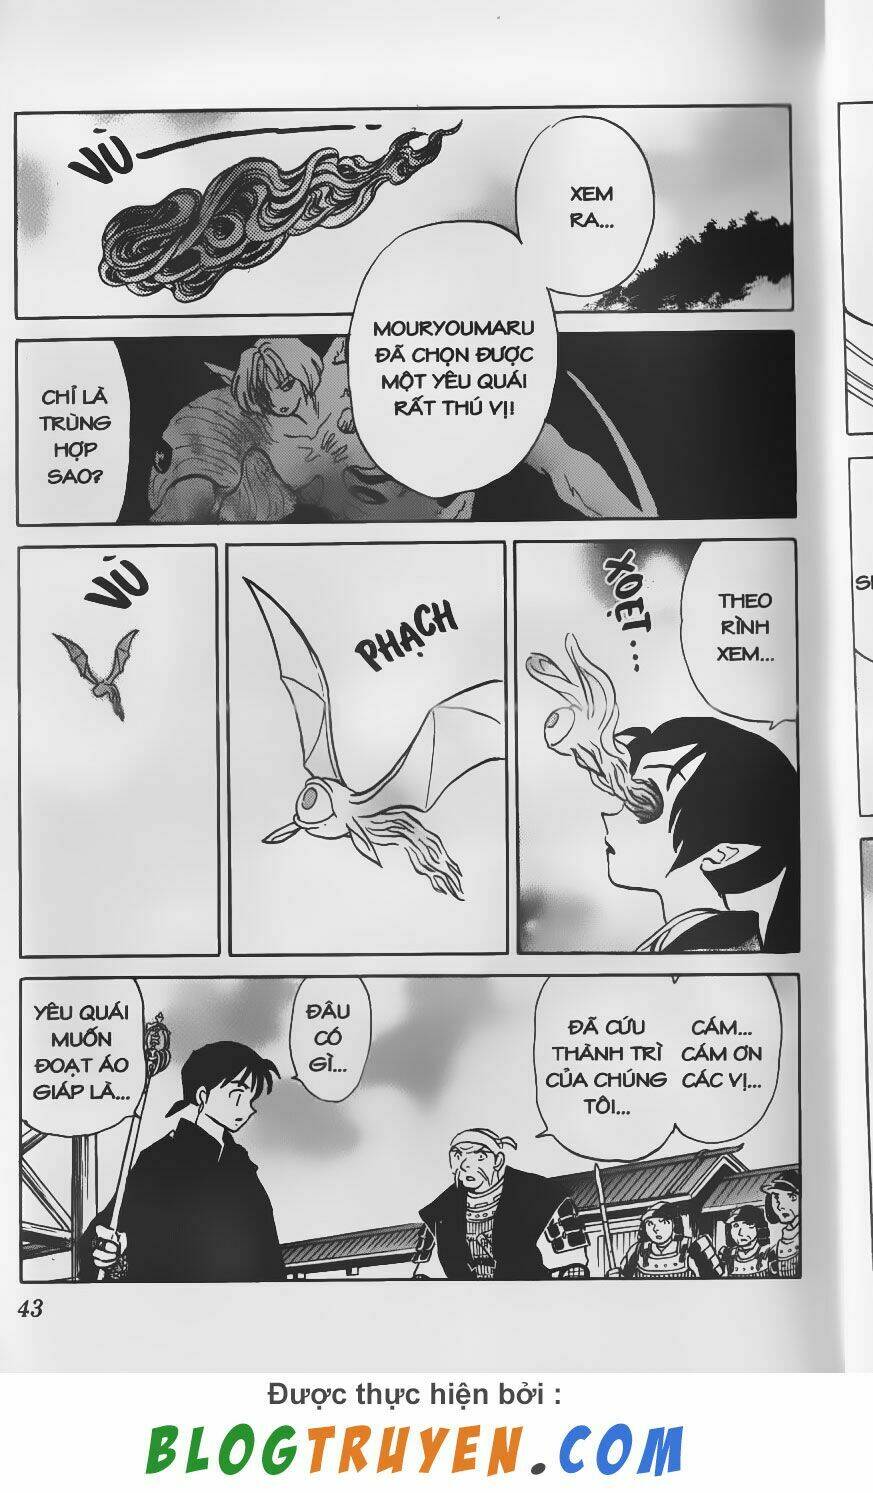 VÙ
XEM
RA...
MOURYOUMARU
ĐÃ CHỌN ĐƯỢC
MỘT YÊU QUÁI
RẤT THÚ VỊ!
CHỈ LÀ
TRÙNG
HỢP
SAO?
VÙ
PHẠCH
XOẸT...
THEO
RÌNH
XEM...
YÊU QUÁI
MUỐN
ĐOẠT ÁO
GIÁP LÀ...
ĐÂU
CÓ
GÌ...
ĐÃ CỨU
THÀNH TRÌ
CỦA CHÚNG
TÔI...
CÁM...
CÁM ƠN
CÁC VỊ...
43
Được thực hiện bởi :
BLOGTRUYEN.COM